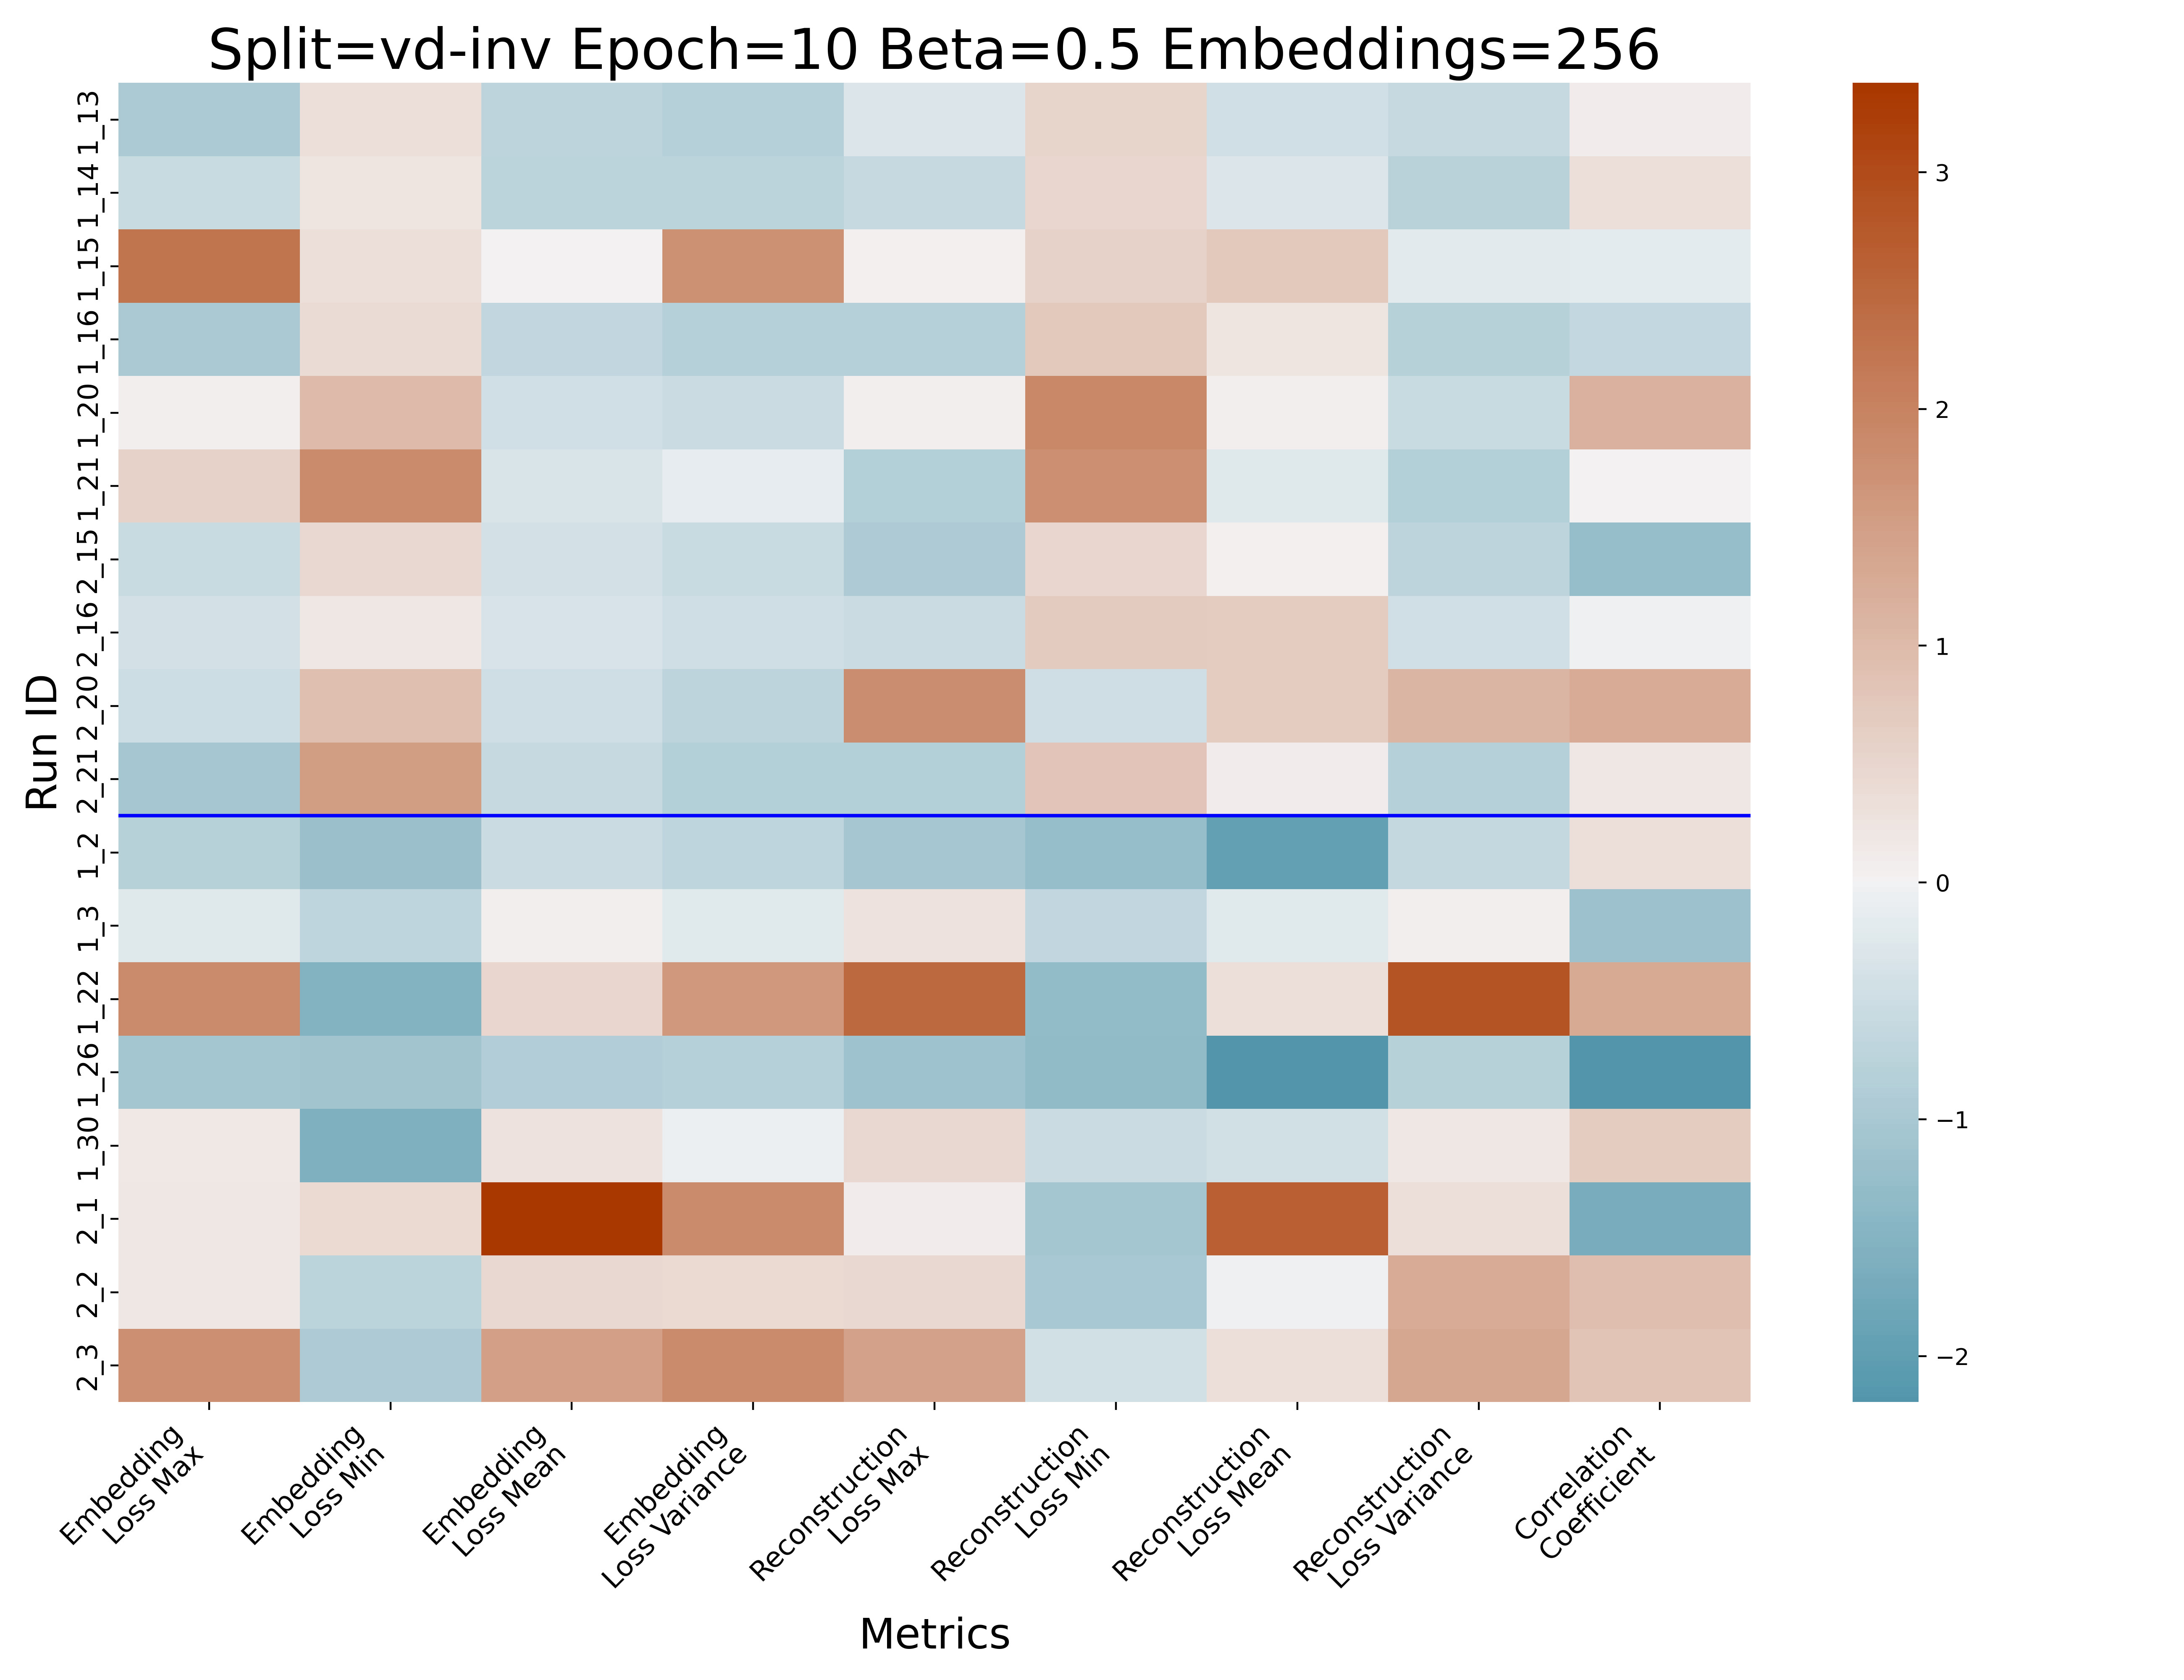 Split=vd-inv Epoch=10 Beta=0.5 Embeddings=256
Run ID
1_13
1_14
1_15
1_16
1_20
1_21
2_15
2_16
2_20
2_21
1_2
1_3
1_22
1_26
1_30
2_1
2_2
2_3
Embedding
Loss Max
Embedding
Loss Min
Embedding
Loss Mean
Embedding
Loss Variance
Reconstruction
Loss Max
Reconstruction
Loss Min
Reconstruction
Loss Mean
Reconstruction
Loss Variance
Correlation
Coefficient
Metrics
3
2
1
0
−1
−2